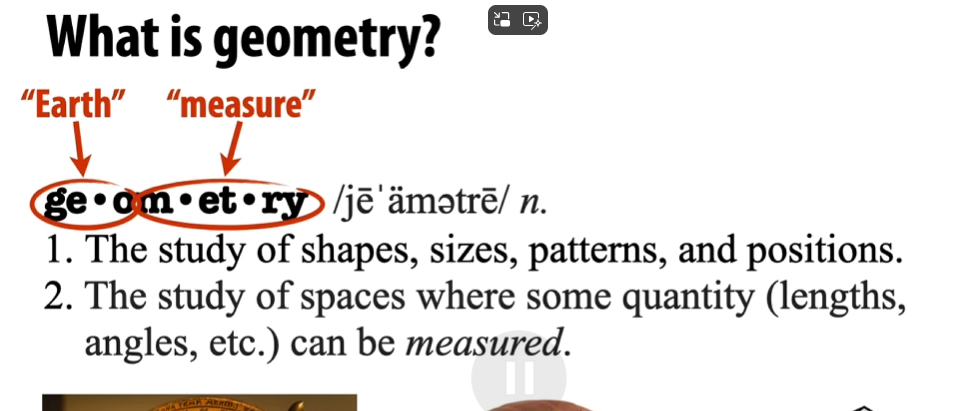 What is geometry?
"Earth" "measure"
ge•om•et•ry /jēˈämətrē/ n.
1. The study of shapes, sizes, patterns, and positions.
2. The study of spaces where some quantity (lengths,
angles, etc.) can be measured.